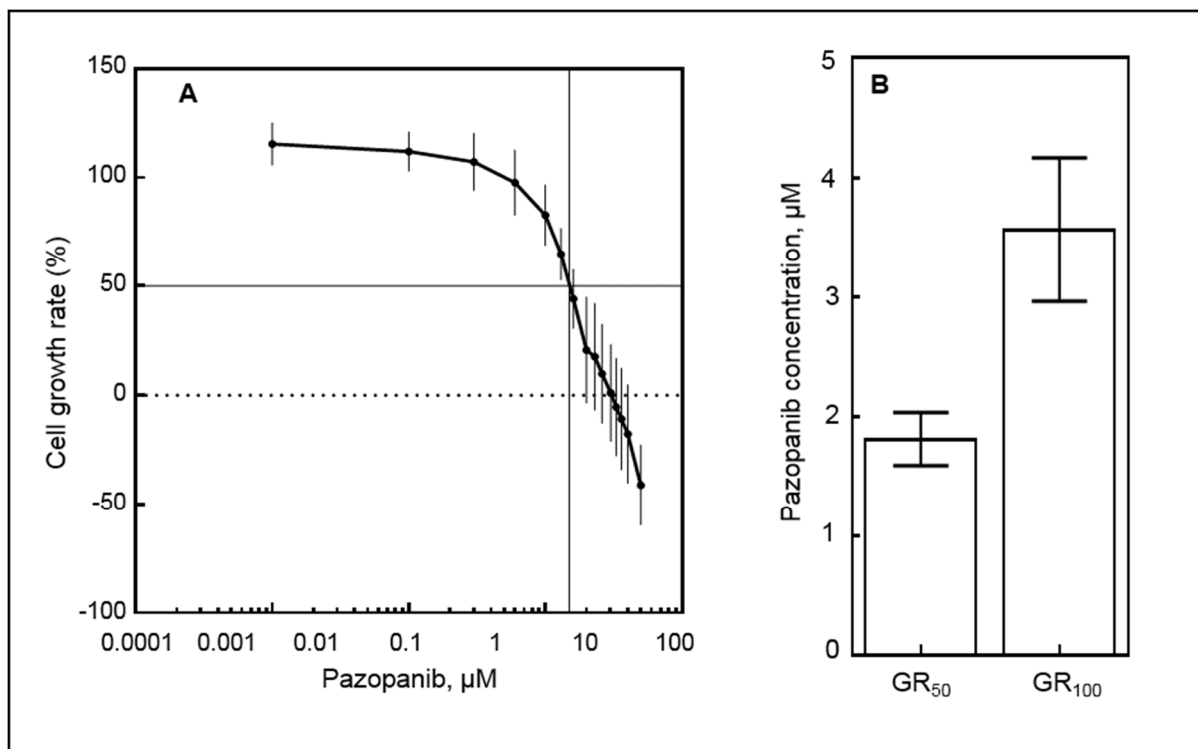 A
150
100
50
0
-50
-100
Cell growth rate (%)
0.0001 0.001 0.01 0.1 1 10 100
Pazopanib, µM
B
5
4
3
2
1
0
Pazopanib concentration, µM
GR50 GR100